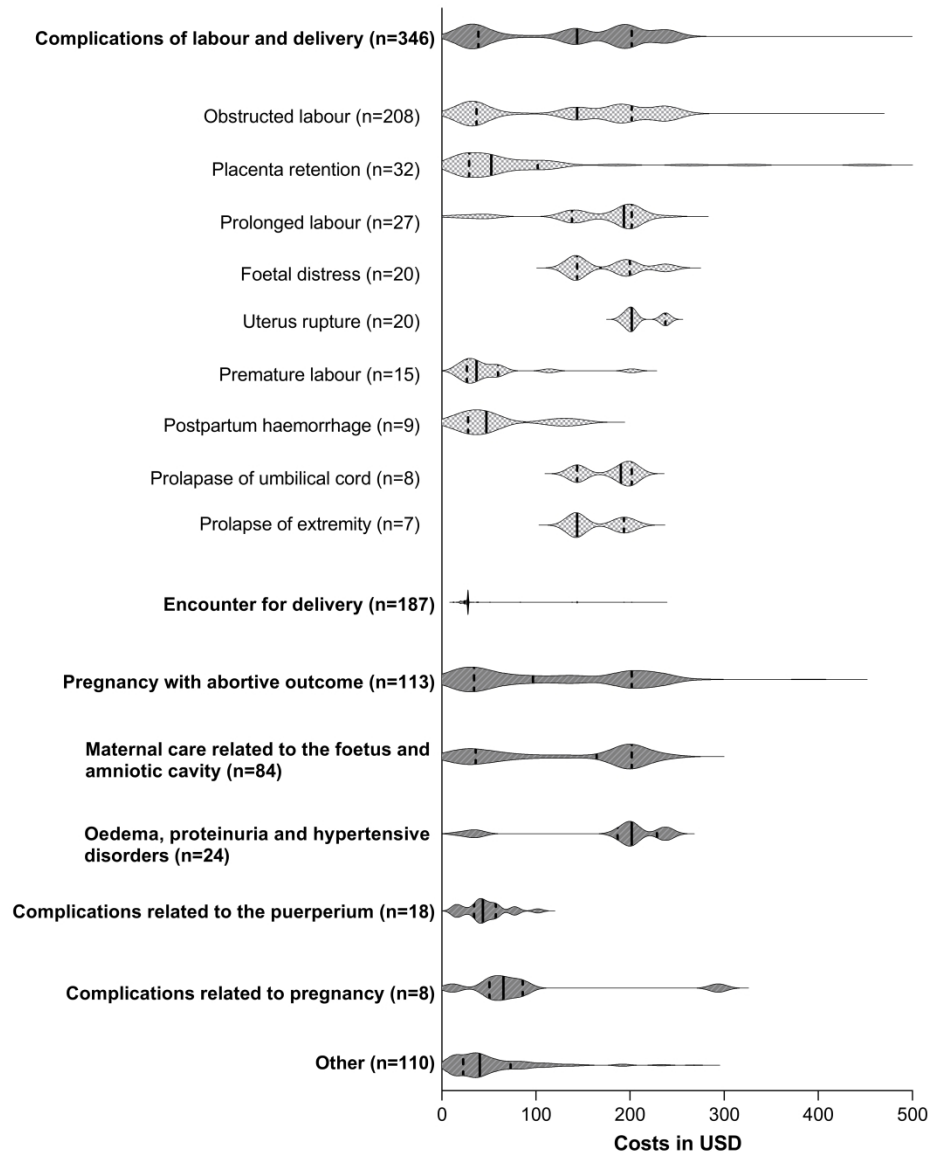 Complications of labour and delivery (n=346)
Obstructed labour (n=208)
Placenta retention (n=32)
Prolonged labour (n=27)
Foetal distress (n=20)
Uterus rupture (n=20)
Premature labour (n=15)
Postpartum haemorrhage (n=9)
Prolapase of umbilical cord (n=8)
Prolapse of extremity (n=7)
Encounter for delivery (n=187)
Pregnancy with abortive outcome (n=113)
Maternal care related to the foetus and
amniotic cavity (n=84)
Oedema, proteinuria and hypertensive
disorders (n=24)
Complications related to the puerperium (n=18)
Complications related to pregnancy (n=8)
Other (n=110)
0 100 200 300 400 500
Costs in USD